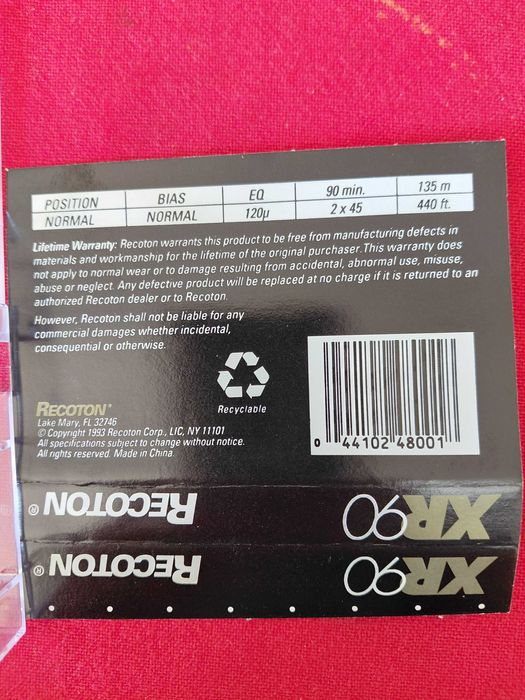 POSITION BIAS EQ 90 min. 135 m
NORMAL NORMAL 120µ 2 x 45 440 ft.
Lifetime Warranty: Recoton warrants this product to be free from manufacturing defects in
materials and workmanship for the lifetime of the original purchaser. This warranty does
not apply to normal wear or to damage resulting from accidental, abnormal use, misuse,
abuse or neglect. Any defective product will be replaced at no charge if it is returned to an
authorized Recoton dealer or to Recoton.
However, Recoton shall not be liable for any
commercial damages whether incidental,
consequential or otherwise.
Recyclable
RECOTON
Lake Mary, FL 32746
© Copyright 1993 Recoton Corp., LIC, NY 11101
All specifications subject to change without notice.
All rights reserved. Made in China.
0 44102 48001
XR90 RECOTON®
XR90 RECOTON®